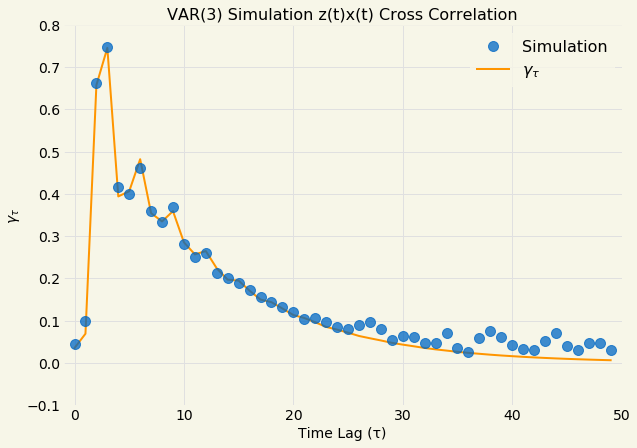 VAR(3) Simulation z(t)x(t) Cross Correlation
0.8
0.7
0.6
0.5
0.4
0.3
0.2
0.1
0.0
−0.1
γτ
Simulation
γτ
0 10 20 30 40 50
Time Lag (τ)